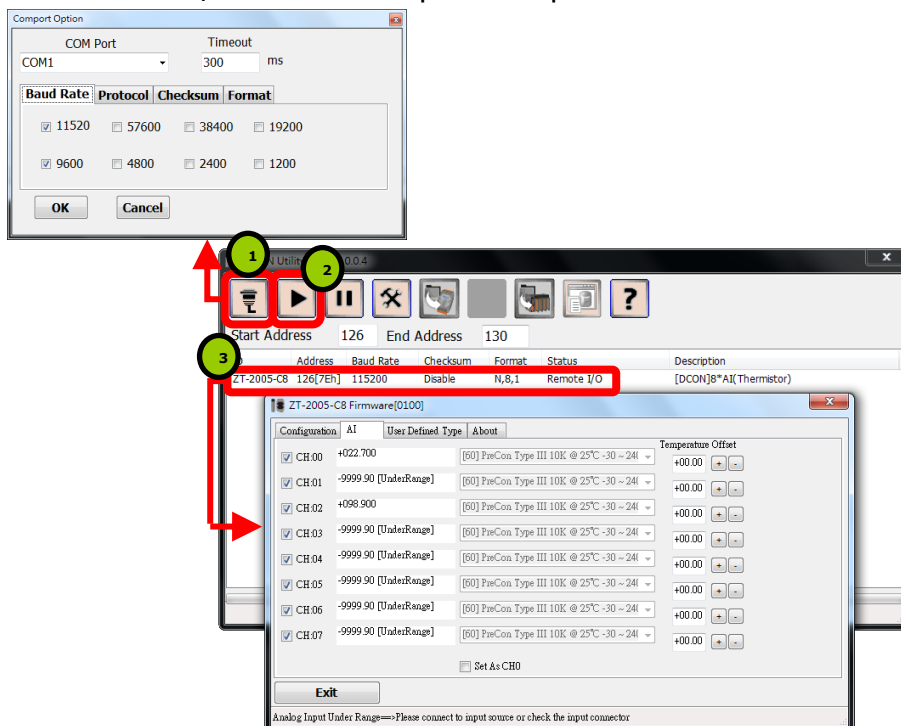 Comport Option
COM Port Timeout
COM1 300 ms
Baud Rate Protocol Checksum Format
11520 57600 38400 19200
9600 4800 2400 1200
OK Cancel
1
2
N Utility 0.0.4
Start Address 126 End Address 130
3
Address Baud Rate Checksum Format Status Description
ZT-2005-C8 126[7Eh] 115200 Disable N,8,1 Remote I/O [DCON]8*AI(Thermistor)
ZT-2005-C8 Firmware[0100]
Configuration AI User Defined Type About
Temperature Offset
CH:00 +022.700 [60] PreCon Type III 10K @ 25°C -30 ~ 24( +00.00 + -
CH:01 -9999.90 [UnderRange] [60] PreCon Type III 10K @ 25°C -30 ~ 24( +00.00 + -
CH:02 +098.900 [60] PreCon Type III 10K @ 25°C -30 ~ 24( +00.00 + -
CH:03 -9999.90 [UnderRange] [60] PreCon Type III 10K @ 25°C -30 ~ 24( +00.00 + -
CH:04 -9999.90 [UnderRange] [60] PreCon Type III 10K @ 25°C -30 ~ 24( +00.00 + -
CH:05 -9999.90 [UnderRange] [60] PreCon Type III 10K @ 25°C -30 ~ 24( +00.00 + -
CH:06 -9999.90 [UnderRange] [60] PreCon Type III 10K @ 25°C -30 ~ 24( +00.00 + -
CH:07 -9999.90 [UnderRange] [60] PreCon Type III 10K @ 25°C -30 ~ 24( +00.00 + -
Set As CH0
Exit
Analog Input Under Range==>Please connect to input source or check the input connector